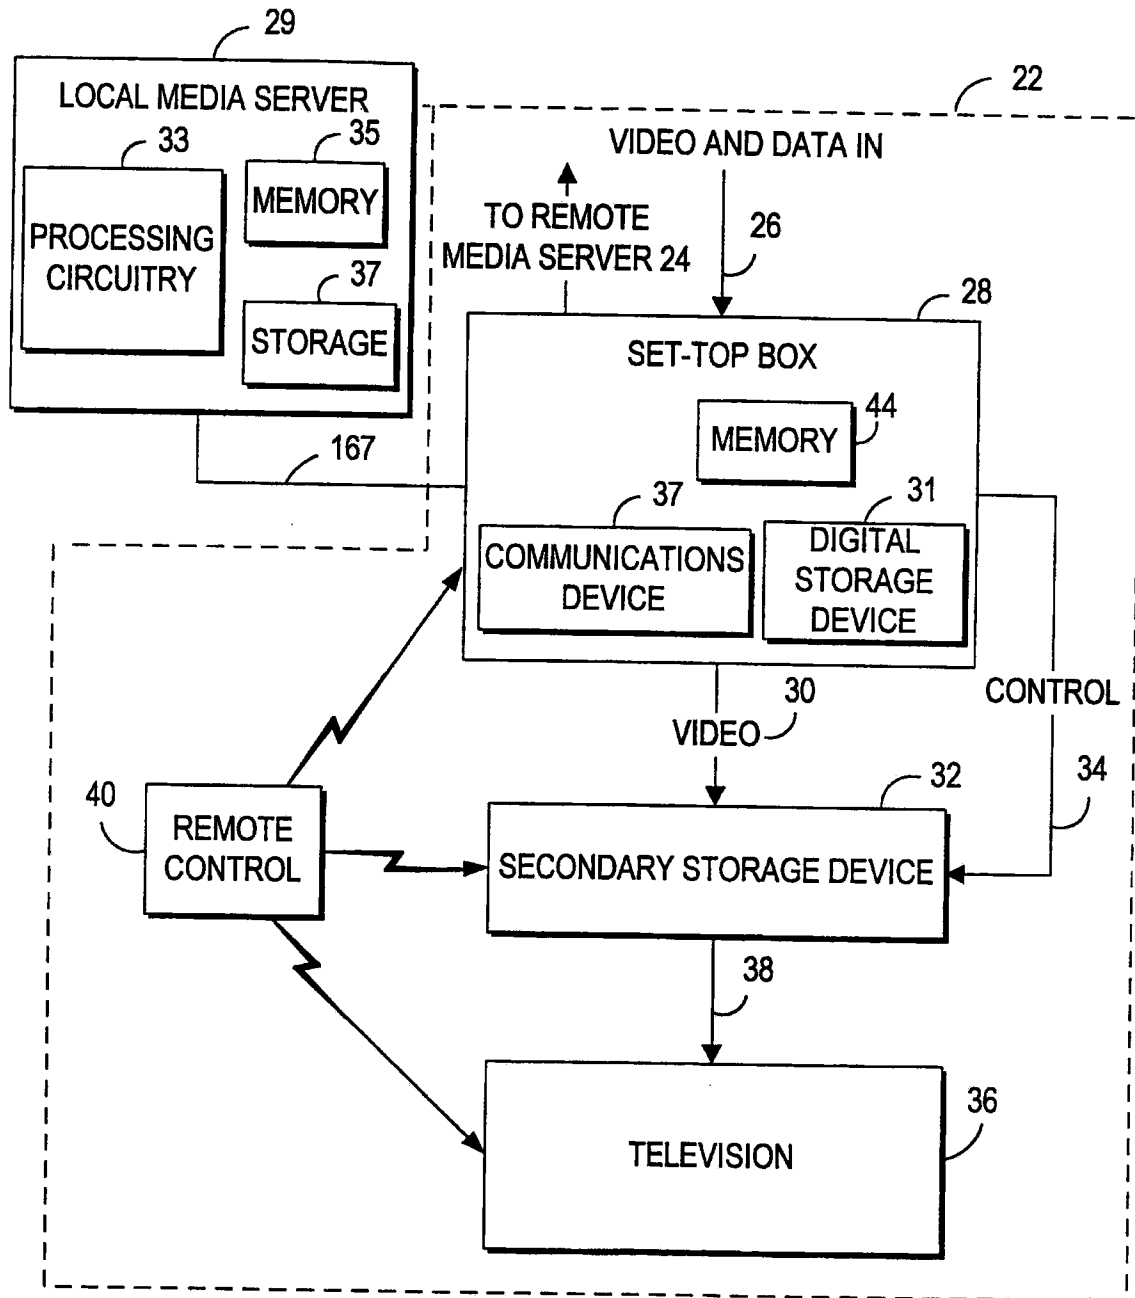 29
LOCAL MEDIA SERVER
33
35
PROCESSING
CIRCUITRY
MEMORY
37
STORAGE
167
22
VIDEO AND DATA IN
TO REMOTE
MEDIA SERVER 24
26
28
SET-TOP BOX
MEMORY
44
37
COMMUNICATIONS
DEVICE
31
DIGITAL
STORAGE
DEVICE
VIDEO
30
CONTROL
34
40
REMOTE
CONTROL
32
SECONDARY STORAGE DEVICE
38
36
TELEVISION